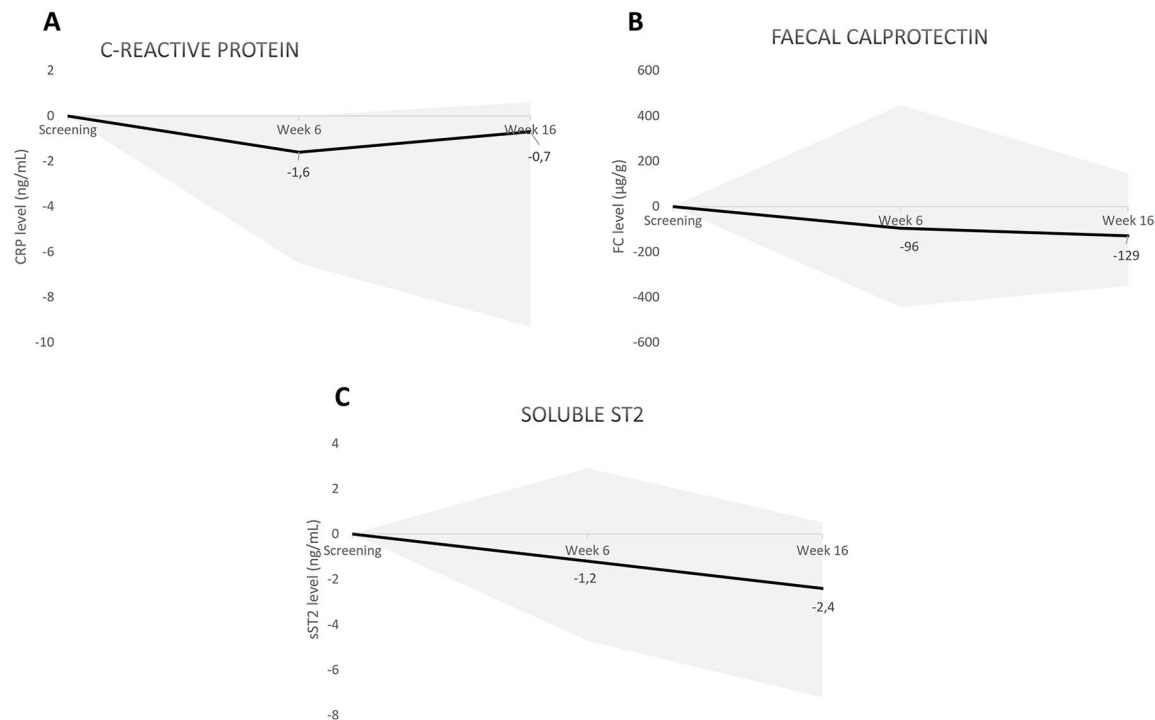 A
C-REACTIVE PROTEIN
CRP level (ng/mL)
2
0
-2
-4
-6
-8
-10
Screening
Week 6
Week 16
-1,6
-0,7
B
FAECAL CALPROTECTIN
FC level (µg/g)
600
400
200
0
-200
-400
-600
Screening
Week 6
Week 16
-96
-129
C
SOLUBLE ST2
sST2 level (ng/mL)
4
2
0
-2
-4
-6
-8
Screening
Week 6
Week 16
-1,2
-2,4